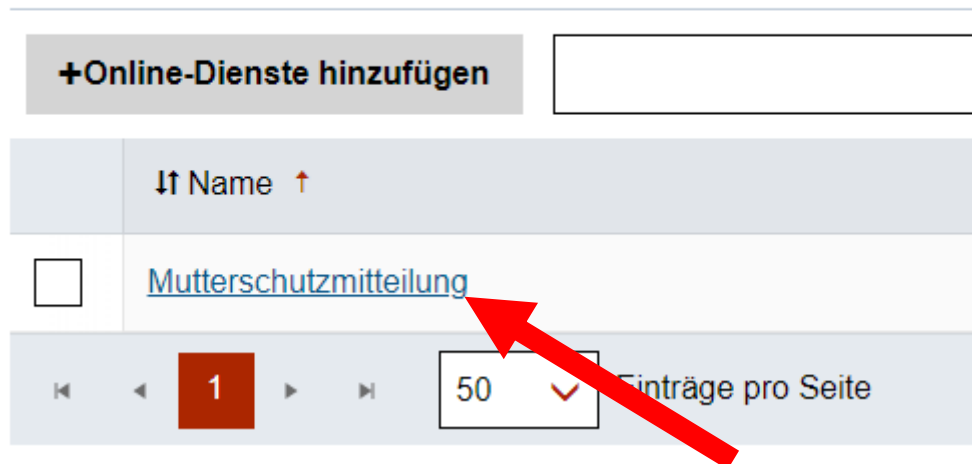 +Online-Dienste hinzufügen
Name
Mutterschutzmitteilung
1 50 Einträge pro Seite